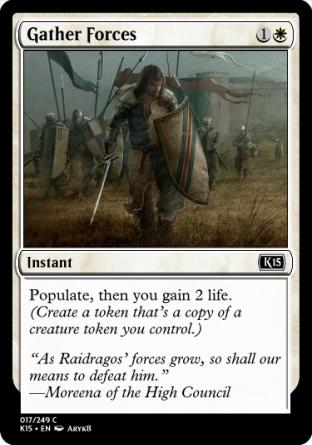 Gather Forces 1
Instant K15
Populate, then you gain 2 life.
(Create a token that's a copy of a
creature token you control.)
"As Raidragos' forces grow, so shall our
means to defeat him."
—Moreena of the High Council
017/249 C
K15 • EN Aryk8